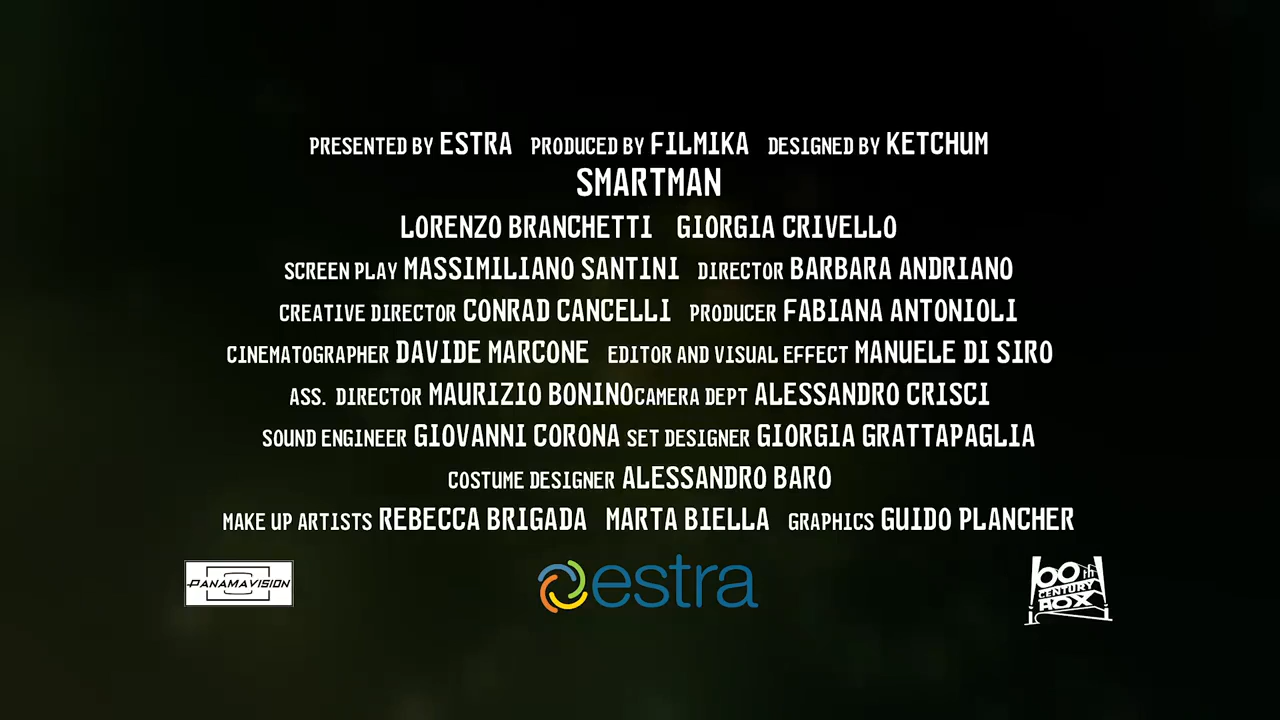 PRESENTED BY ESTRA PRODUCED BY FILMIKA DESIGNED BY KETCHUM
SMARTMAN
LORENZO BRANCHETTI GIORGIA CRIVELLO
SCREEN PLAY MASSIMILIANO SANTINI DIRECTOR BARBARA ANDRIANO
CREATIVE DIRECTOR CONRAD CANCELLI PRODUCER FABIANA ANTONIOLI
CINEMATOGRAPHER DAVIDE MARCONE EDITOR AND VISUAL EFFECT MANUELE DI SIRO
ASS. DIRECTOR MAURIZIO BONINOCAMERA DEPT ALESSANDRO CRISCI
SOUND ENGINEER GIOVANNI CORONA SET DESIGNER GIORGIA GRATTAPAGLIA
COSTUME DESIGNER ALESSANDRO BARO
MAKE UP ARTISTS REBECCA BRIGADA MARTA BIELLA GRAPHICS GUIDO PLANCHER
PANAMAVISION
estra
CENTURY